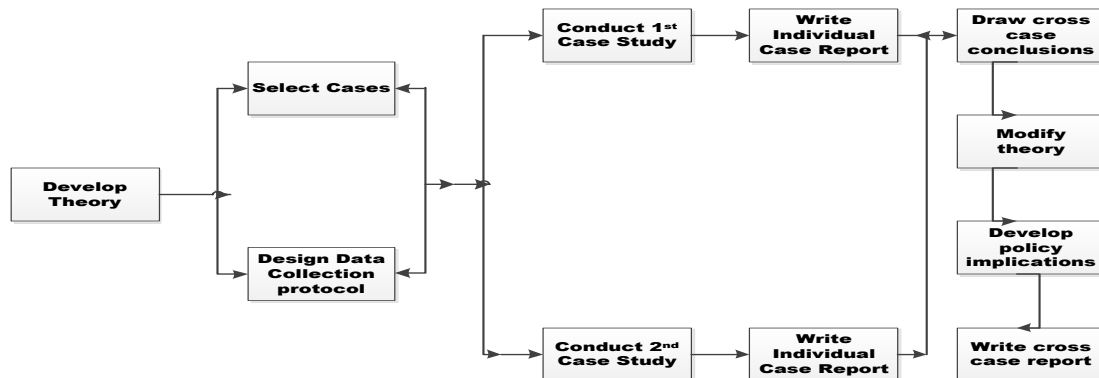 Develop
Theory
Select Cases
Design Data
Collection
protocol
Conduct 1st
Case Study
Write
Individual
Case Report
Conduct 2nd
Case Study
Write
Individual
Case Report
Draw cross
case
conclusions
Modify
theory
Develop
policy
implications
Write cross
case report